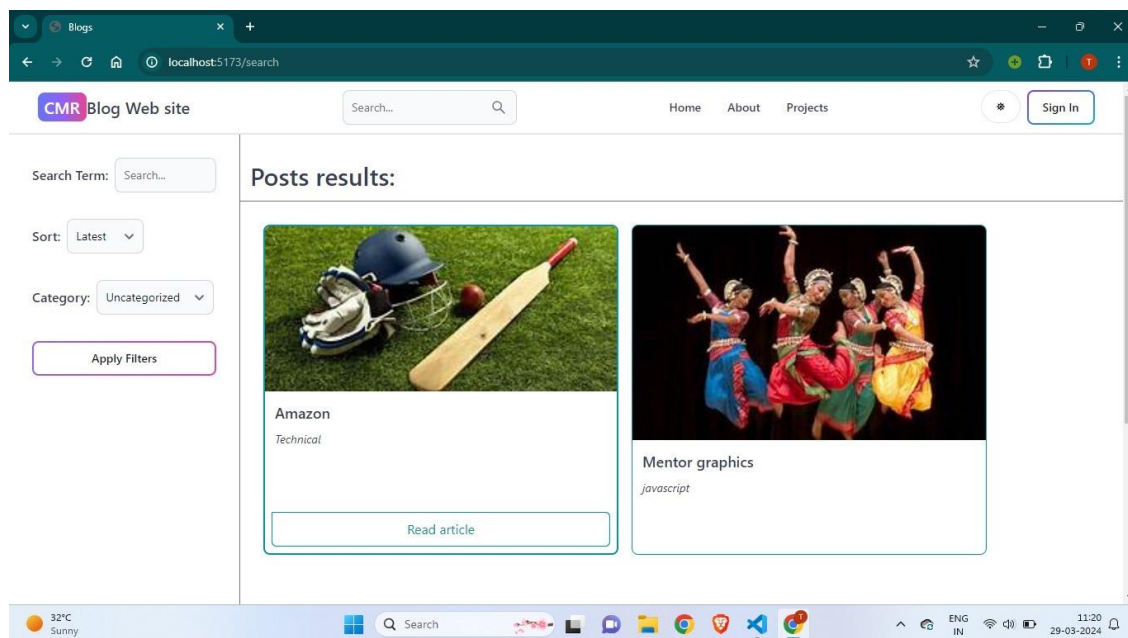 Blogs
localhost:5173/search
CMR Blog Web site
Search...
Home About Projects
Sign In
Search Term: Search...
Sort: Latest
Category: Uncategorized
Apply Filters
Posts results:
Amazon
Technical
Read article
Mentor graphics
javascript
32°C
Sunny
Search
ENG
IN
11:20
29-03-2024
T
T